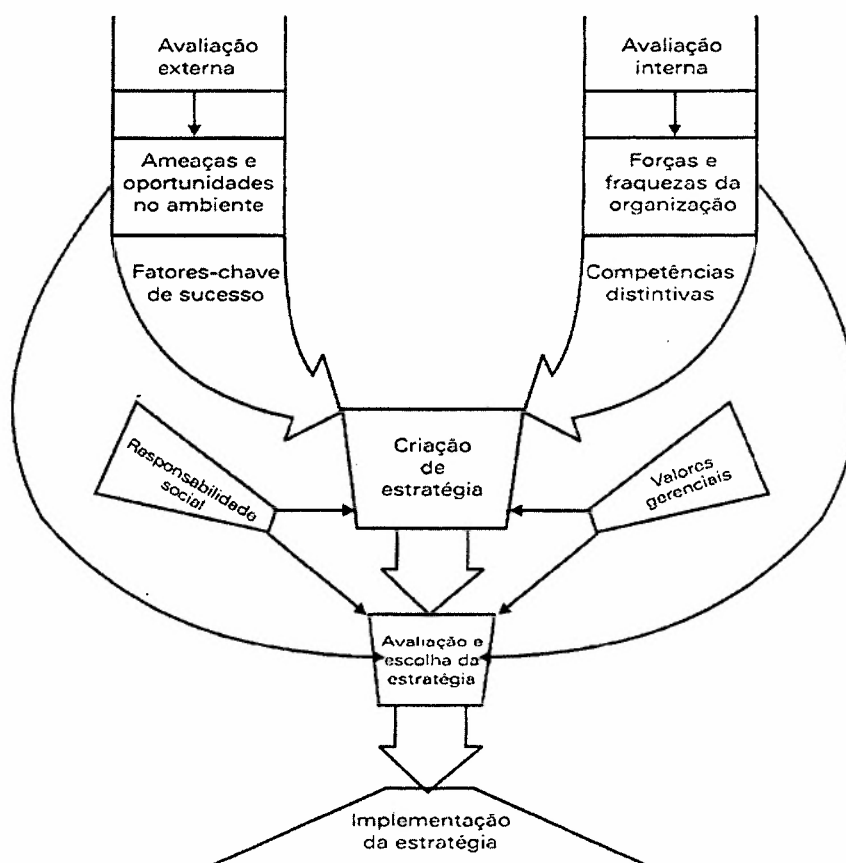 Avaliação
externa
Avaliação
interna
Ameaças e
oportunidades
no ambiente
Forças e
fraquezas da
organização
Fatores-chave
de sucesso
Competências
distintivas
Criação
de
estratégia
Responsabilidade
social
Valores
gerenciais
Avaliação e
escolha da
estratégia
Implementação
da estratégia